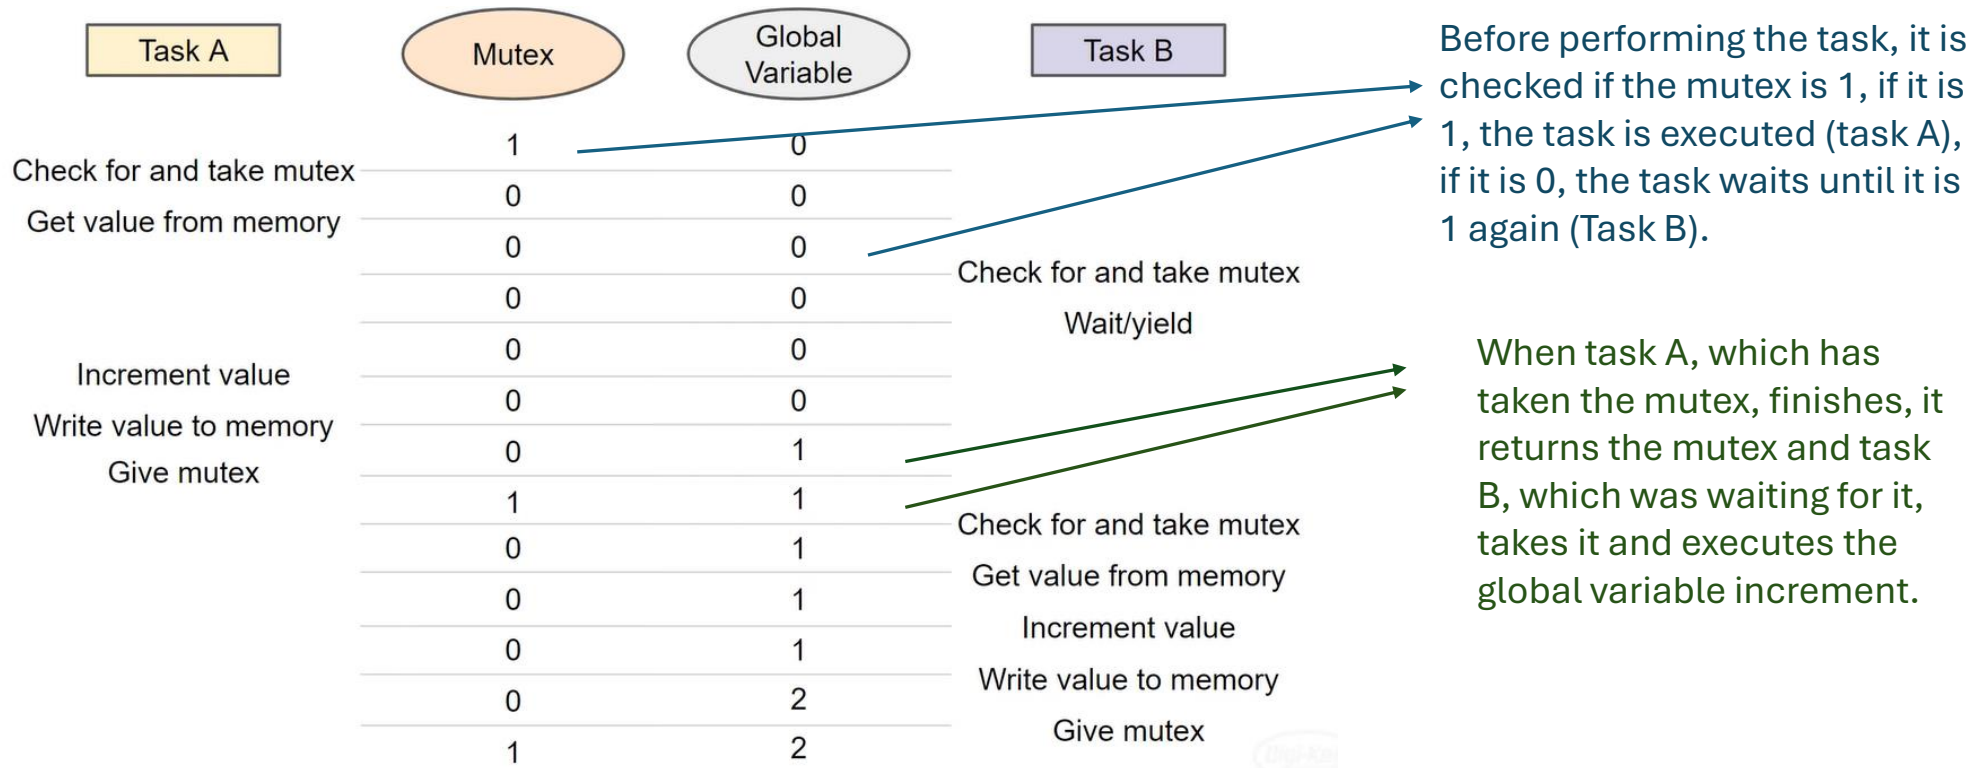 Task A
Mutex
Global
Variable
Task B
1 0
Check for and take mutex
0 0
Get value from memory
0 0
Check for and take mutex
0 0
Wait/yield
0 0
Increment value
0 0
Write value to memory
0 1
Give mutex
1 1
Check for and take mutex
0 1
Get value from memory
0 1
Increment value
0 1
Write value to memory
0 2
Give mutex
1 2
Before performing the task, it is
checked if the mutex is 1, if it is
1, the task is executed (task A),
if it is 0, the task waits until it is
1 again (Task B).
When task A, which has
taken the mutex, finishes, it
returns the mutex and task
B, which was waiting for it,
takes it and executes the
global variable increment.